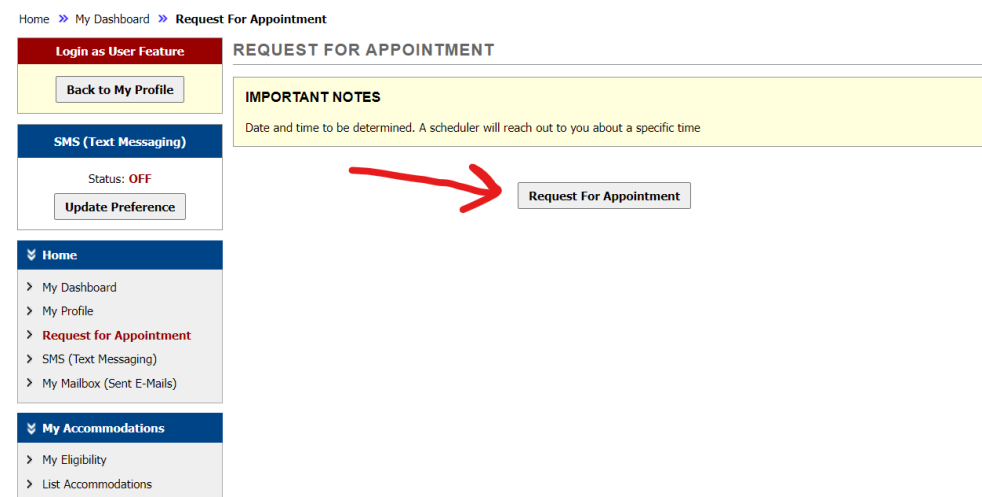 Home » My Dashboard » Request For Appointment
Login as User Feature
Back to My Profile
SMS (Text Messaging)
Status: OFF
Update Preference
Home
My Dashboard
My Profile
Request for Appointment
SMS (Text Messaging)
My Mailbox (Sent E-Mails)
My Accommodations
My Eligibility
List Accommodations
REQUEST FOR APPOINTMENT
IMPORTANT NOTES
Date and time to be determined. A scheduler will reach out to you about a specific time
Request For Appointment